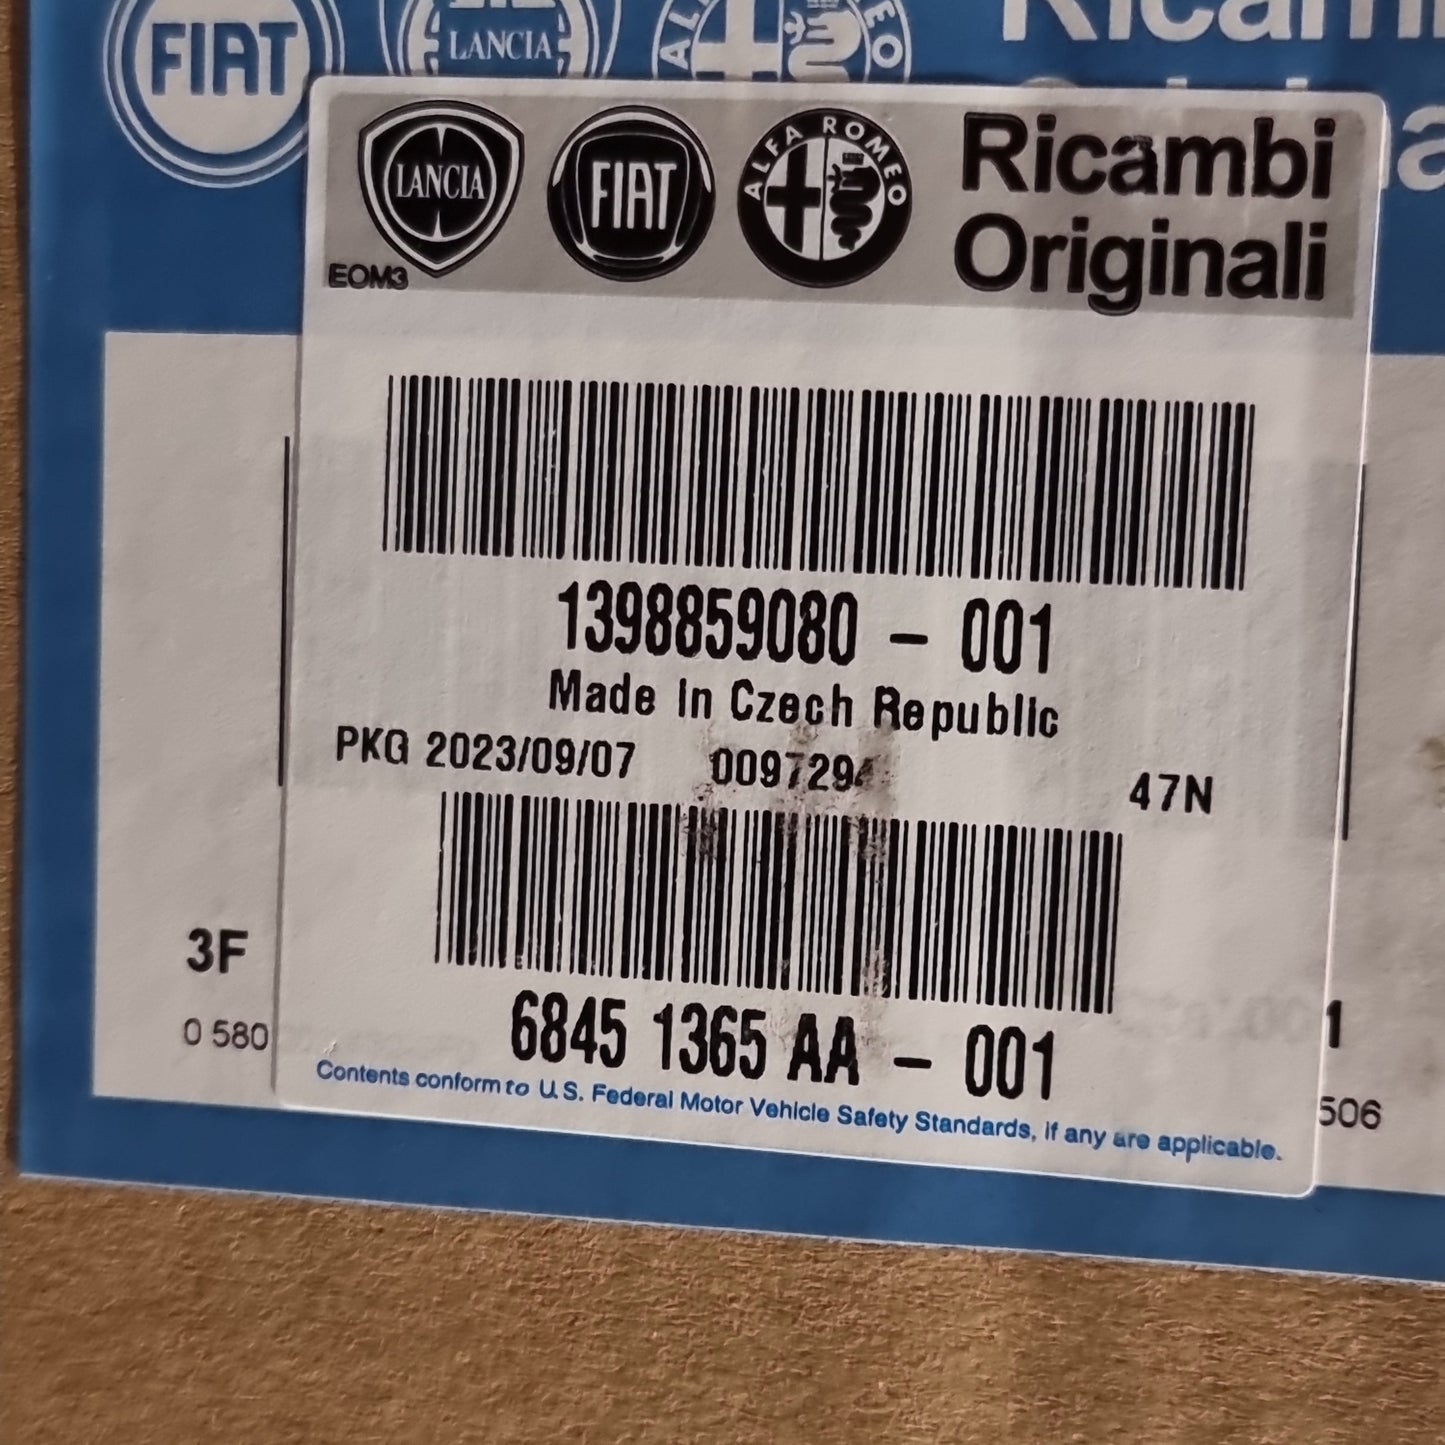 FIAT
LANCIA
LANCIA
FIAT
ALFA ROMEO
Ricambi
Originali
EOM3
1398859080 - 001
Made In Czech Republic
PKG 2023/09/07
47N
3F
0 580
6845 1365 AA - 001
1
506
Contents conform to U.S. Federal Motor Vehicle Safety Standards, if any are applicable.